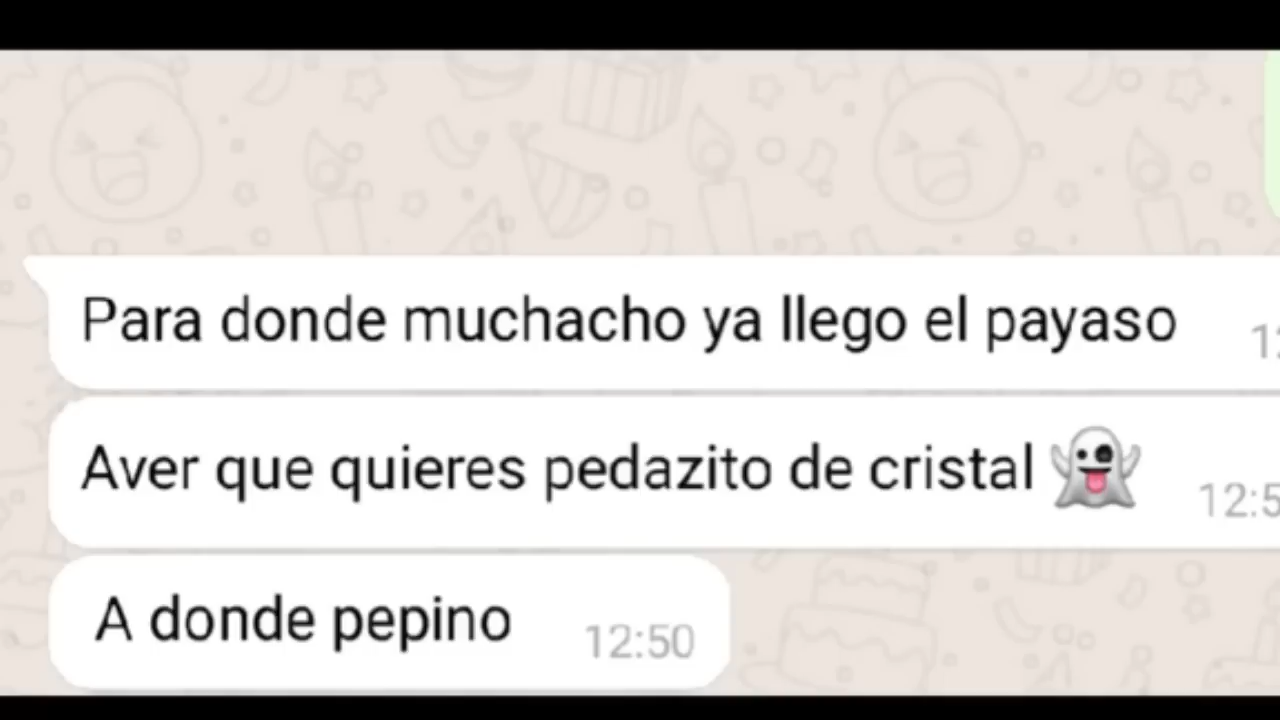 Para donde muchacho ya llego el payaso
Aver que quieres pedazito de cristal 👻
A donde pepino 12:50